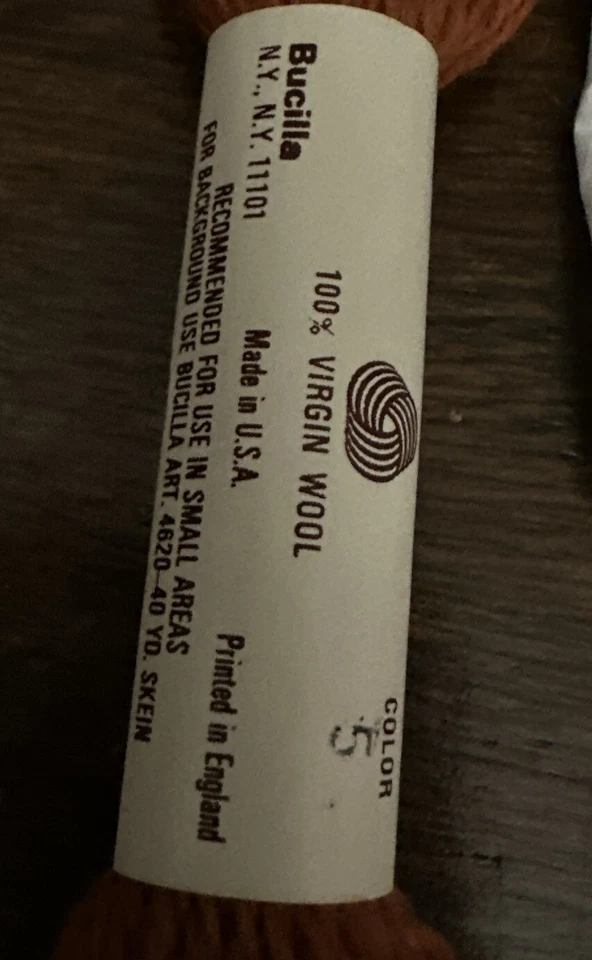 COLOR
5
100% VIRGIN WOOL
Bucilla
N.Y., N.Y. 11101
Made in U.S.A.
Printed in England
RECOMMENDED FOR USE IN SMALL AREAS
FOR BACKGROUND USE BUCILLA ART. 4620-40 YD. SKEIN